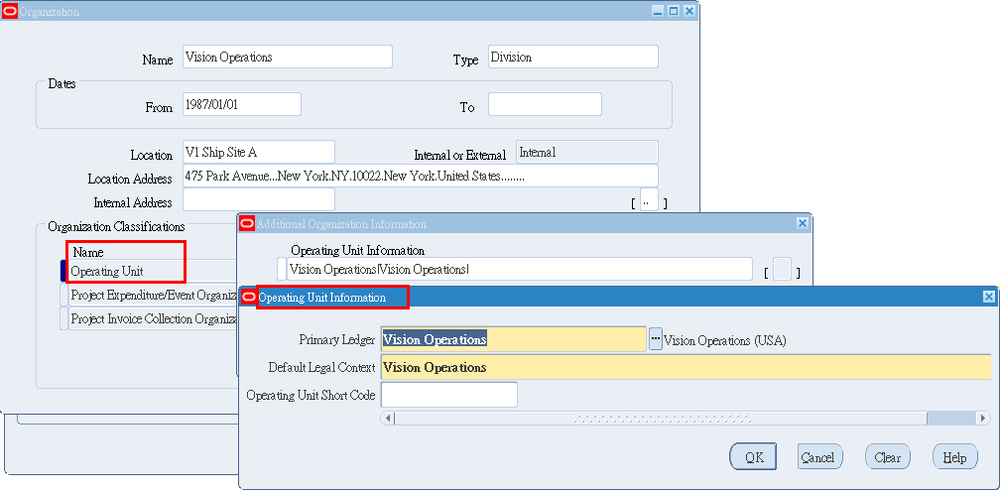 Organization
Name Vision Operations Type Division
Dates
From 1987/01/01 To
Location V1 Ship Site A Internal or External Internal
Location Address 475 Park Avenue...New York.NY.10022.New York.United States........
Internal Address [ .. ]
Organization Classifications
Name
Operating Unit
Project Expenditure/Event Organiz
Project Invoice Collection Organiza
Additional Organization Information
Operating Unit Information
Vision Operations|Vision Operations|
[ ]
Operating Unit Information
Primary Ledger Vision Operations ... Vision Operations (USA)
Default Legal Context Vision Operations
Operating Unit Short Code
OK Cancel Clear Help